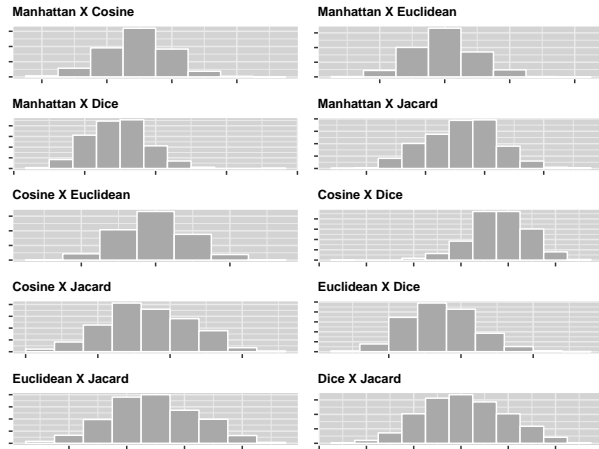 Manhattan X Cosine
Manhattan X Euclidean
Manhattan X Dice
Manhattan X Jacard
Cosine X Euclidean
Cosine X Dice
Cosine X Jacard
Euclidean X Dice
Euclidean X Jacard
Dice X Jacard